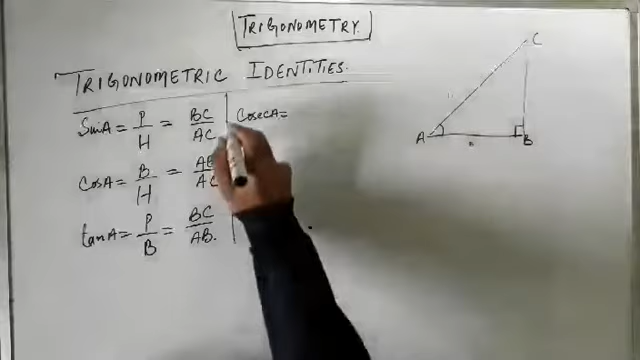 TRIGONOMETRY.
TRIGONOMETRIC IDENTITIES.
SinA = P/H = BC/AC
CosecA =
CosA = B/H = AB/AC
tanA = P/B = BC/AB.
C
A
B